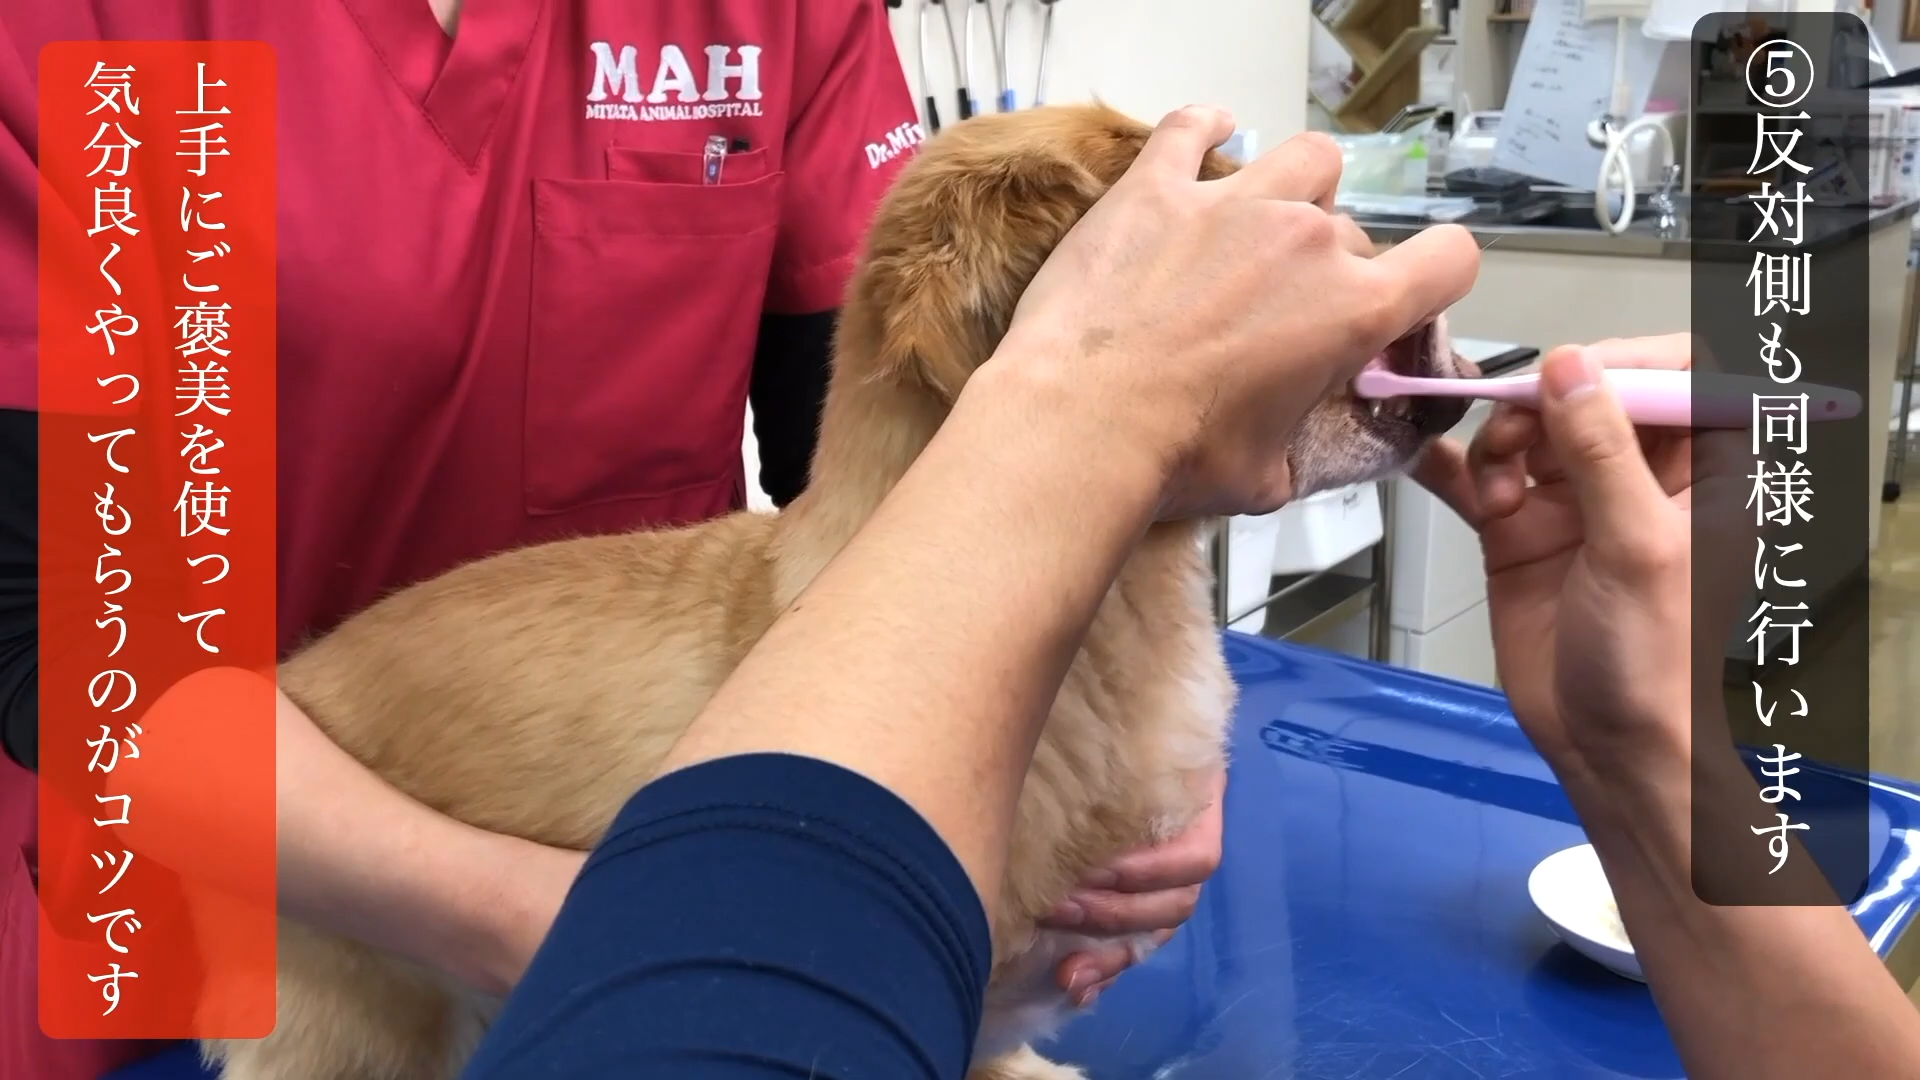 ⑤反対側も同様に行います
上手にご褒美を使って
気分良くやってもらうのがコツです
MAH
MIYATA ANIMAL HOSPITAL